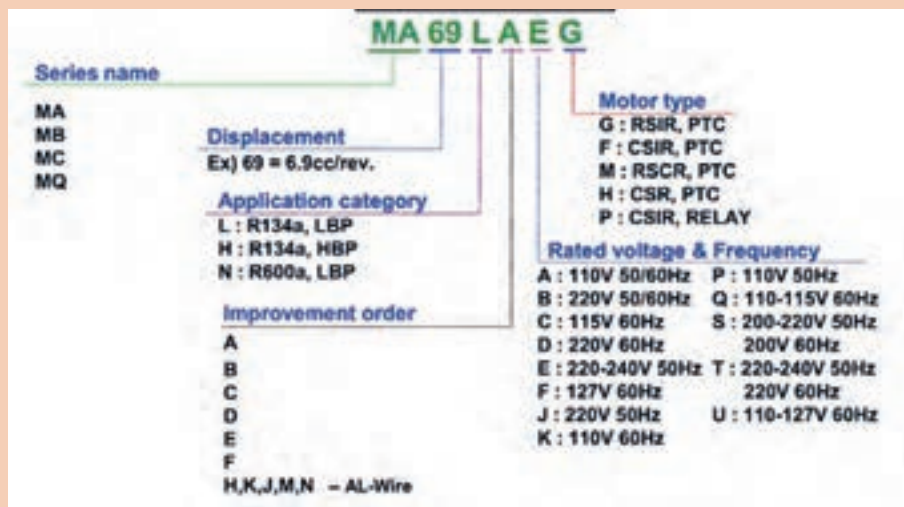 MA 69 L A E G
Series name
MA
MB
MC
MQ
Displacement
Ex) 69 = 6.9cc/rev.
Application category
L : R134a, LBP
H : R134a, HBP
N : R600a, LBP
Improvement order
A
B
C
D
E
F
H,K,J,M,N – AL-Wire
Motor type
G : RSIR, PTC
F : CSIR, PTC
M : RSCR, PTC
H : CSR, PTC
P : CSIR, RELAY
Rated voltage & Frequency
A : 110V 50/60Hz P : 110V 50Hz
B : 220V 50/60Hz Q : 110-115V 60Hz
C : 115V 60Hz S : 200-220V 50Hz
D : 220V 60Hz 200V 60Hz
E : 220-240V 50Hz T : 220-240V 50Hz
F : 127V 60Hz 220V 60Hz
J : 220V 50Hz U : 110-127V 60Hz
K : 110V 60Hz